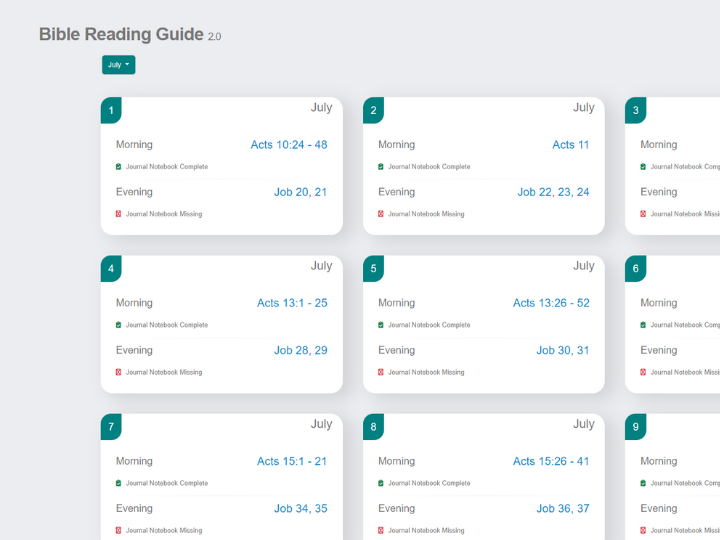 Bible Reading Guide 2.0
July
1
July
Morning
Acts 10:24 - 48
Journal Notebook Complete
Evening
Job 20, 21
Journal Notebook Missing
2
July
Morning
Acts 11
Journal Notebook Complete
Evening
Job 22, 23, 24
Journal Notebook Missing
3
Morning
Journal Notebook Comp
Evening
Journal Notebook Missi
4
July
Morning
Acts 13:1 - 25
Journal Notebook Complete
Evening
Job 28, 29
Journal Notebook Missing
5
July
Morning
Acts 13:26 - 52
Journal Notebook Complete
Evening
Job 30, 31
Journal Notebook Missing
6
Morning
Journal Notebook Comp
Evening
Journal Notebook Missi
7
July
Morning
Acts 15:1 - 21
Journal Notebook Complete
Evening
Job 34, 35
Journal Notebook Missing
8
July
Morning
Acts 15:26 - 41
Journal Notebook Complete
Evening
Job 36, 37
Journal Notebook Missing
9
Morning
Journal Notebook Comp
Evening
Journal Notebook Missi